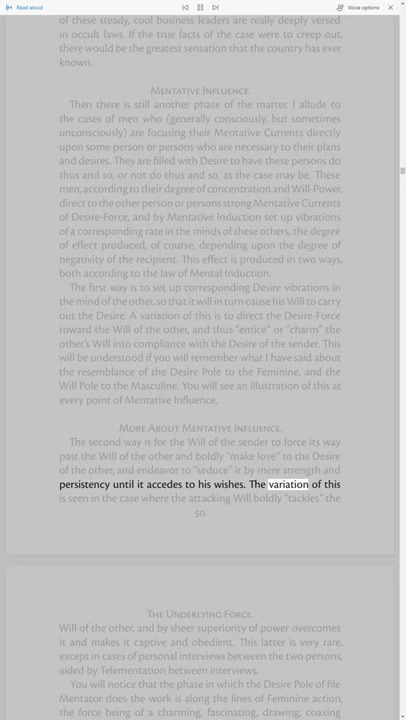 Read aloud
Voice options
of these steady, cool business leaders are really deeply versed
in occult laws. If the true facts of the case were to creep out,
there would be the greatest sensation that the country has ever
known.
Mentative Influence.
Then there is still another phase of the matter. I allude to
the cases of men who (generally consciously, but sometimes
unconsciously) are focusing their Mentative Currents directly
upon some person or persons who are necessary to their plans
and desires. They are filled with Desire to have these persons do
thus and so, or not do thus and so, as the case may be. These
men, according to their degree of concentration and Will-Power,
direct to the other person or persons strong Mentative Currents
of Desire-Force, and by Mentative Induction set up vibrations
of a corresponding rate in the minds of these others, the degree
of effect produced, of course, depending upon the degree of
negativity of the recipient. This effect is produced in two ways,
both according to the law of Mental Induction.
The first way is to set up corresponding Desire vibrations in
the mind of the other, so that it will in turn cause his Will to carry
out the Desire. A variation of this is to direct the Desire-Force
toward the Will of the other, and thus "entice" or "charm" the
other's Will into compliance with the Desire of the sender. This
will be understood if you will remember what I have said about
the resemblance of the Desire Pole to the Feminine, and the
Will Pole to the Masculine. You will see an illustration of this at
every point of Mentative Influence.
More About Mentative Influence.
The second way is for the Will of the sender to force its way
past the Will of the other and boldly "make love" to the Desire
of the other, and endeavor to "seduce" it by mere strength and
persistency until it accedes to his wishes. The variation of this
is seen in the case where the attacking Will boldly "tackles" the
50
The Underlying Force.
Will of the other, and by sheer superiority of power overcomes
it and makes it captive and obedient. This latter is very rare,
except in cases of personal interviews between the two persons,
aided by Telementation between interviews.
You will notice that the phase in which the Desire Pole of file
Mentator does the work is along the lines of Feminine action,
the force being of a charming, fascinating, drawing, coaxing